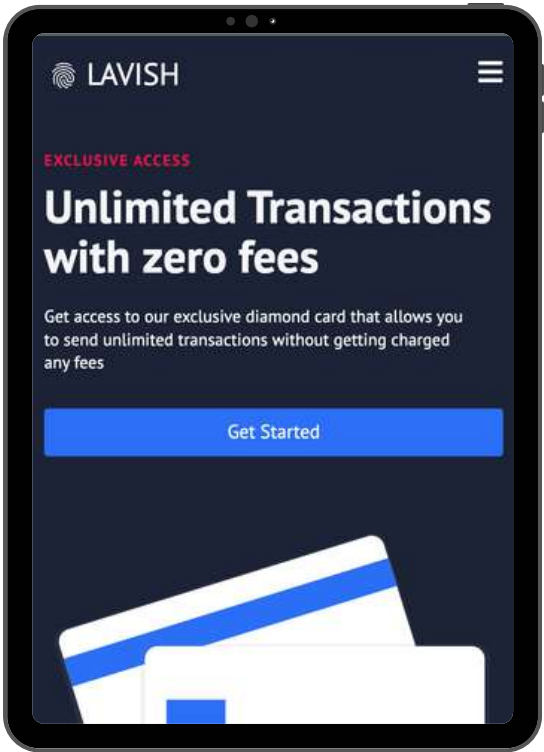 LAVISH
EXCLUSIVE ACCESS
Unlimited Transactions
with zero fees
Get access to our exclusive diamond card that allows you
to send unlimited transactions without getting charged
any fees
Get Started